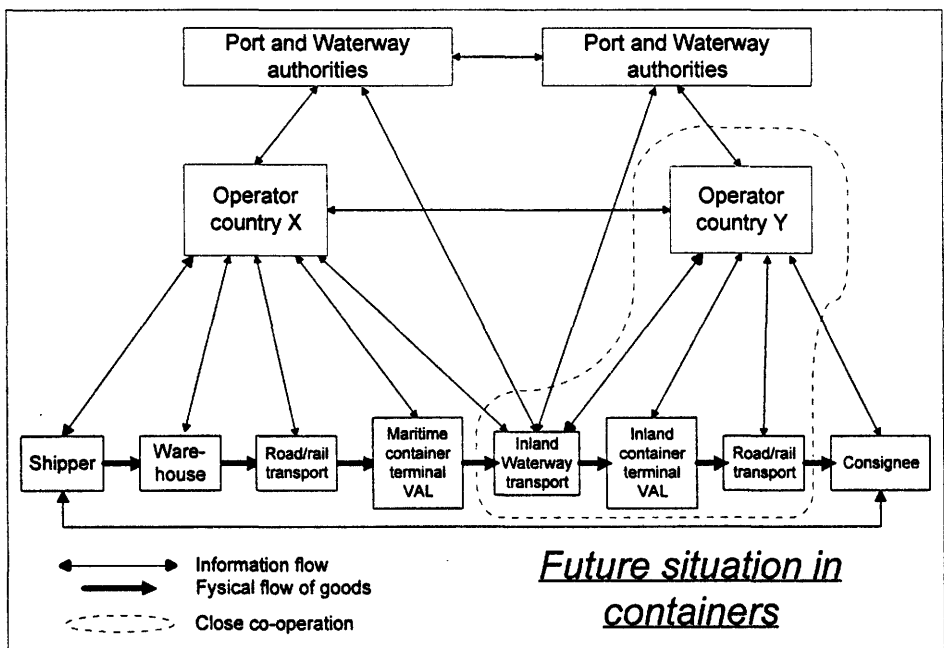 Port and Waterway
authorities
Port and Waterway
authorities
Operator
country X
Operator
country Y
Shipper
Ware-
house
Road/rail
transport
Maritime
container
terminal
VAL
Inland
Waterway
transport
Inland
container
terminal
VAL
Road/rail
transport
Consignee
Information flow
Fysical flow of goods
Close co-operation
Future situation in
containers